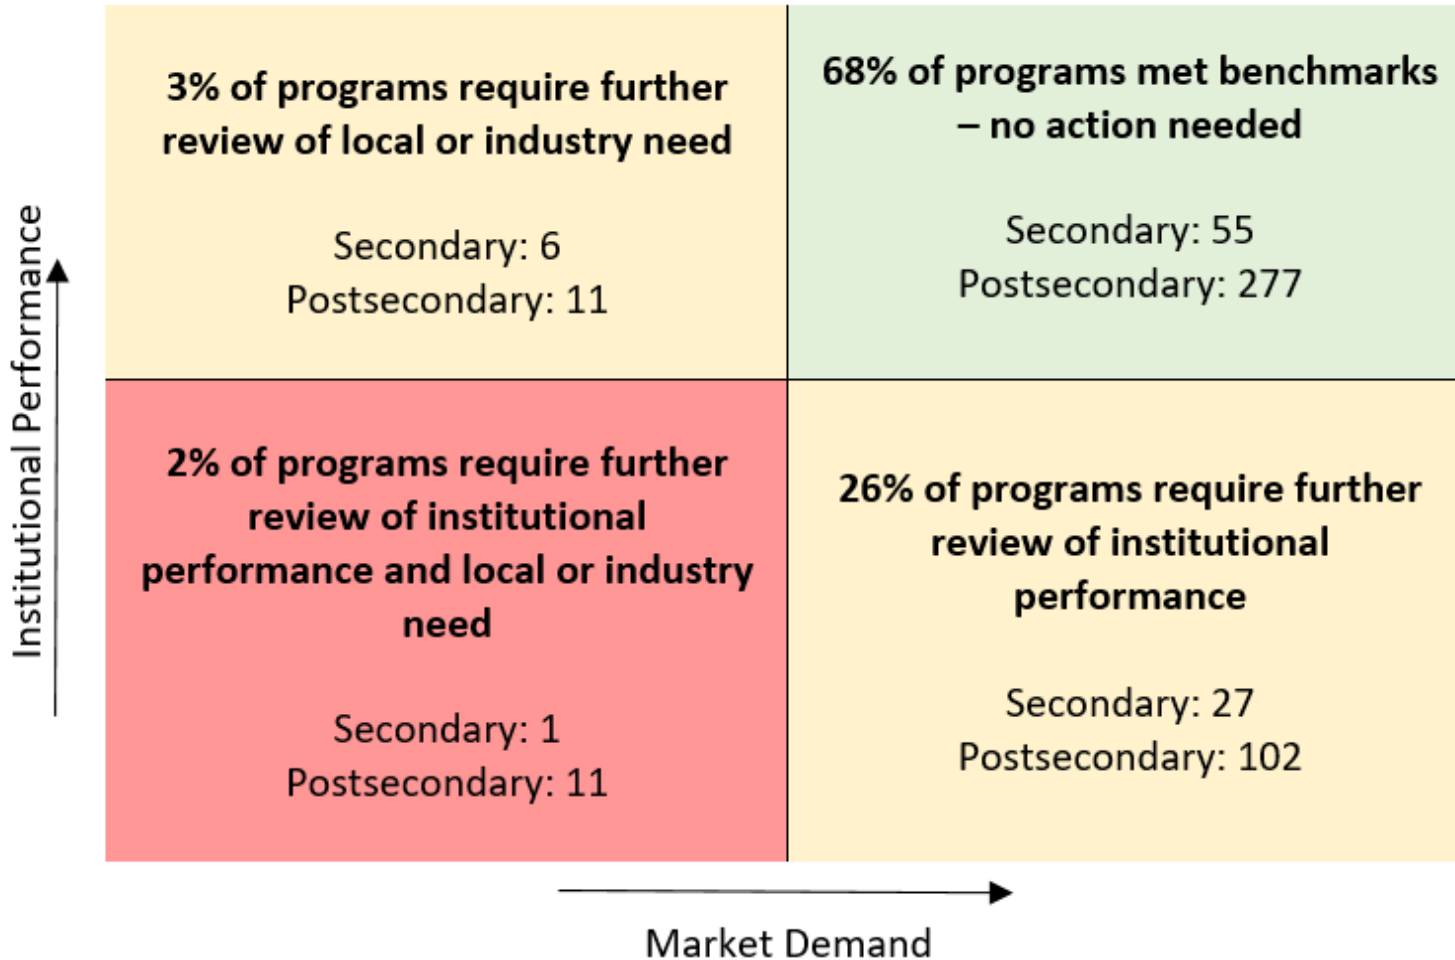 3% of programs require further
review of local or industry need
Secondary: 6
Postsecondary: 11
68% of programs met benchmarks
– no action needed
Secondary: 55
Postsecondary: 277
Institutional Performance
2% of programs require further
review of institutional
performance and local or industry
need
Secondary: 1
Postsecondary: 11
26% of programs require further
review of institutional
performance
Secondary: 27
Postsecondary: 102
Market Demand